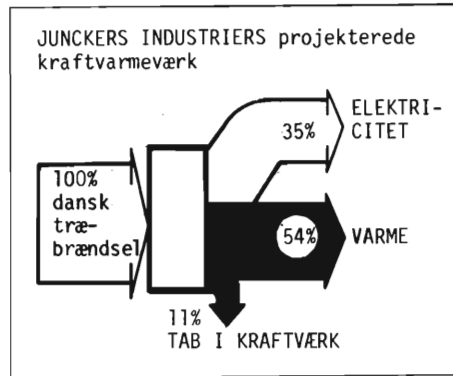 JUNCKERS INDUSTRIERS projekterede
kraftvarmeværk
ELEKTRI-
CITET
35%
100%
dansk
træ-
brændsel
54%
VARME
11%
TAB I KRAFTVÆRK